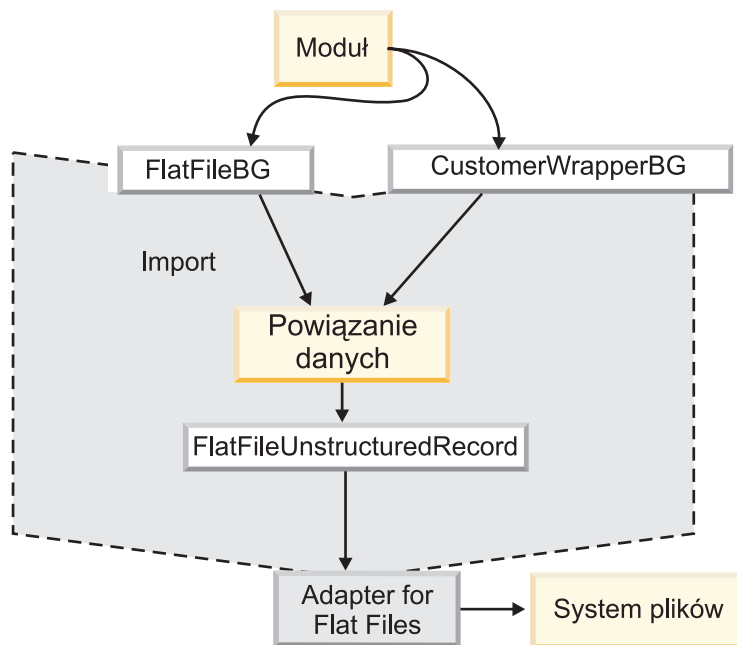 Moduł
FlatFileBG
CustomerWrapperBG
Import
Powiązanie
danych
FlatFileUnstructuredRecord
Adapter for
Flat Files
System plików